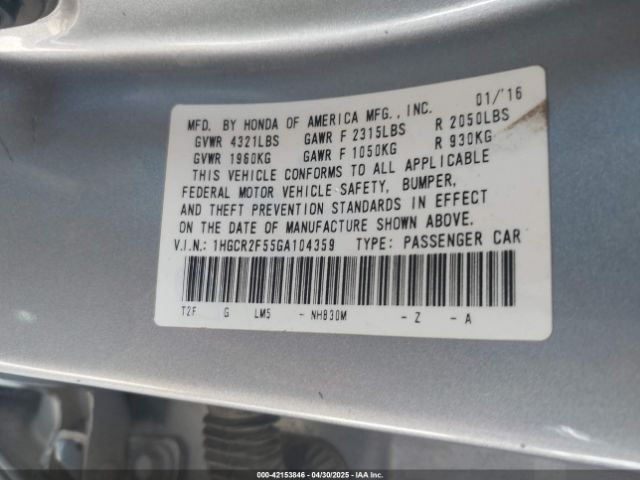 MFD. BY HONDA OF AMERICA MFG., INC. 01/'16
GVWR 4321LBS GAWR F 2315LBS R 2050LBS
GVWR 1960KG GAWR F 1050KG R 930KG
THIS VEHICLE CONFORMS TO ALL APPLICABLE
FEDERAL MOTOR VEHICLE SAFETY, BUMPER,
AND THEFT PREVENTION STANDARDS IN EFFECT
ON THE DATE OF MANUFACTURE SHOWN ABOVE.
V.I.N.: 1HGCR2F55GA104359 TYPE: PASSENGER CAR
T2F G LM5 - NH830M - Z - A
000-42153846 - 04/30/2025 - IAA Inc.